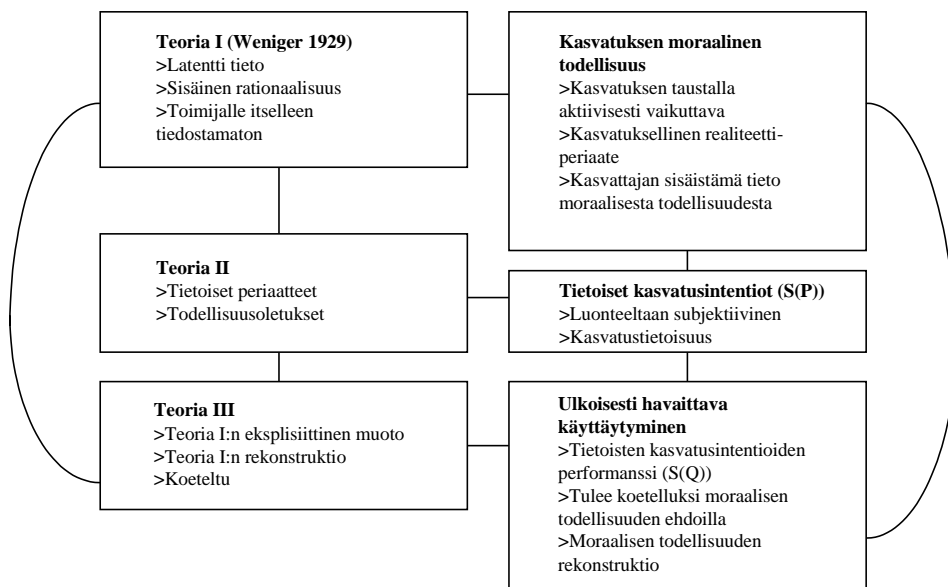 Teoria I (Weniger 1929)
>Latentti tieto
>Sisäinen rationaalisuus
>Toimijalle itselleen
tiedostamaton
Kasvatuksen moraalinen
todellisuus
>Kasvatuksen taustalla
aktiivisesti vaikuttava
>Kasvatuksellinen realiteetti-
periaate
>Kasvattajan sisäistämä tieto
moraalisesta todellisuudesta
Teoria II
>Tietoiset periaatteet
>Todellisuusoletukset
Tietoiset kasvatusintentiot (S(P))
>Luonteeltaan subjektiivinen
>Kasvatustietoisuus
Teoria III
>Teoria I:n eksplisiittinen muoto
>Teoria I:n rekonstruktio
>Koeteltu
Ulkoisesti havaittava
käyttäytyminen
>Tietoisten kasvatusintentioiden
performanssi (S(Q))
>Tulee koetelluksi moraalisen
todellisuuden ehdoilla
>Moraalisen todellisuuden
rekonstruktio